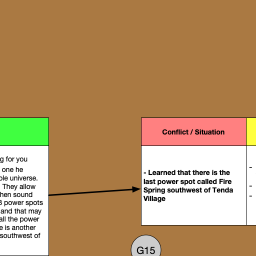 Conflict / Situation
g for you
one he
ble universe.
They allow
hen sound
3 power spots
and that may
all the power
e is another
southwest of
- Learned that there is the
last power spot called Fire
Spring southwest of Tenda
Village
-
-
-
G15